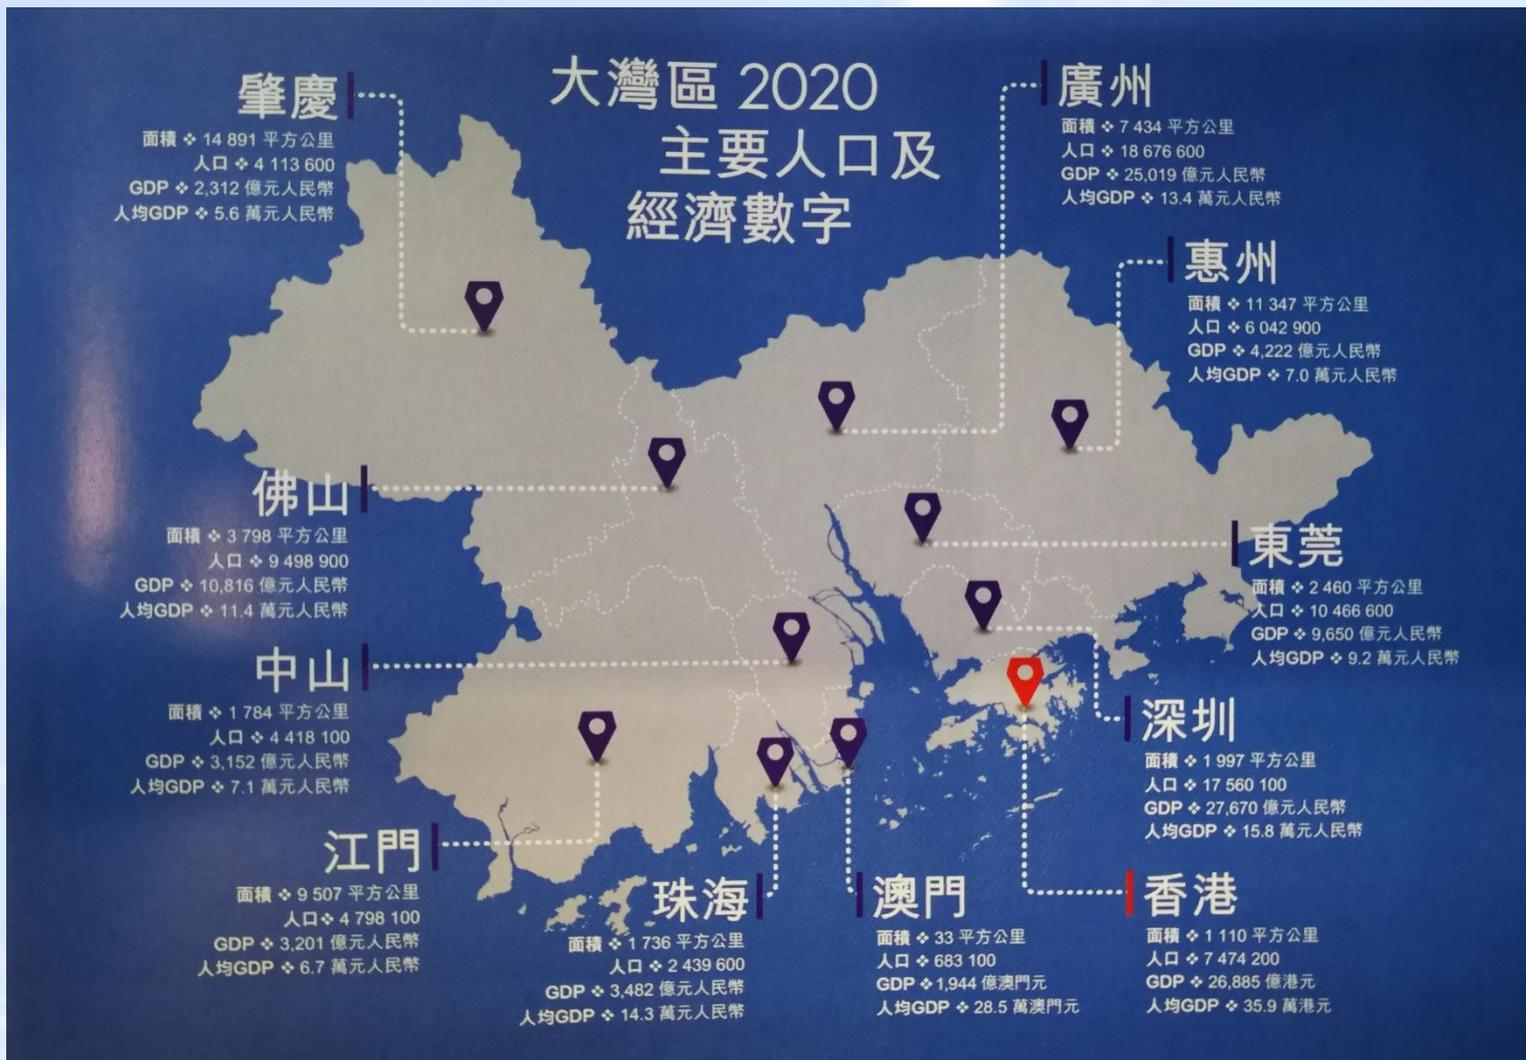 大灣區 2020
主要人口及
經濟數字
肇慶
面積 ❖ 14 891 平方公里
人口 ❖ 4 113 600
GDP ❖ 2,312 億元人民幣
人均GDP ❖ 5.6 萬元人民幣
廣州
面積 ❖ 7 434 平方公里
人口 ❖ 18 676 600
GDP ❖ 25,019 億元人民幣
人均GDP ❖ 13.4 萬元人民幣
惠州
面積 ❖ 11 347 平方公里
人口 ❖ 6 042 900
GDP ❖ 4,222 億元人民幣
人均GDP ❖ 7.0 萬元人民幣
佛山
面積 ❖ 3 798 平方公里
人口 ❖ 9 498 900
GDP ❖ 10,816 億元人民幣
人均GDP ❖ 11.4 萬元人民幣
東莞
面積 ❖ 2 460 平方公里
人口 ❖ 10 466 600
GDP ❖ 9,650 億元人民幣
人均GDP ❖ 9.2 萬元人民幣
中山
面積 ❖ 1 784 平方公里
人口 ❖ 4 418 100
GDP ❖ 3,152 億元人民幣
人均GDP ❖ 7.1 萬元人民幣
深圳
面積 ❖ 1 997 平方公里
人口 ❖ 17 560 100
GDP ❖ 27,670 億元人民幣
人均GDP ❖ 15.8 萬元人民幣
江門
面積 ❖ 9 507 平方公里
人口❖ 4 798 100
GDP ❖ 3,201 億元人民幣
人均GDP ❖ 6.7 萬元人民幣
珠海
面積 ❖ 1 736 平方公里
人口 ❖ 2 439 600
GDP ❖ 3,482 億元人民幣
人均GDP ❖ 14.3 萬元人民幣
澳門
面積 ❖ 33 平方公里
人口 ❖ 683 100
GDP ❖1,944 億澳門元
人均GDP ❖ 28.5 萬澳門元
香港
面積 ❖ 1 110 平方公里
人口 ❖ 7 474 200
GDP ❖ 26,885 億港元
人均GDP ❖ 35.9 萬港元